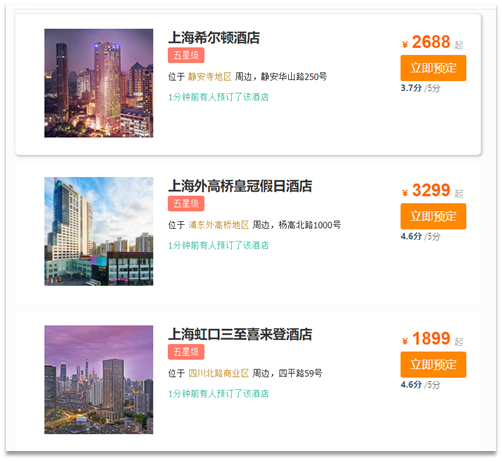 上海希尔顿酒店
五星级
位于 静安寺地区 周边，静安华山路250号
1分钟前有人预订了该酒店
¥ 2688 起
立即预定
3.7分 /5分
上海外高桥皇冠假日酒店
五星级
位于 浦东外高桥地区 周边，杨高北路1000号
1分钟前有人预订了该酒店
¥ 3299 起
立即预定
4.6分 /5分
上海虹口三至喜来登酒店
五星级
位于 四川北路商业区 周边，四平路59号
1分钟前有人预订了该酒店
¥ 1899 起
立即预定
4.6分 /5分